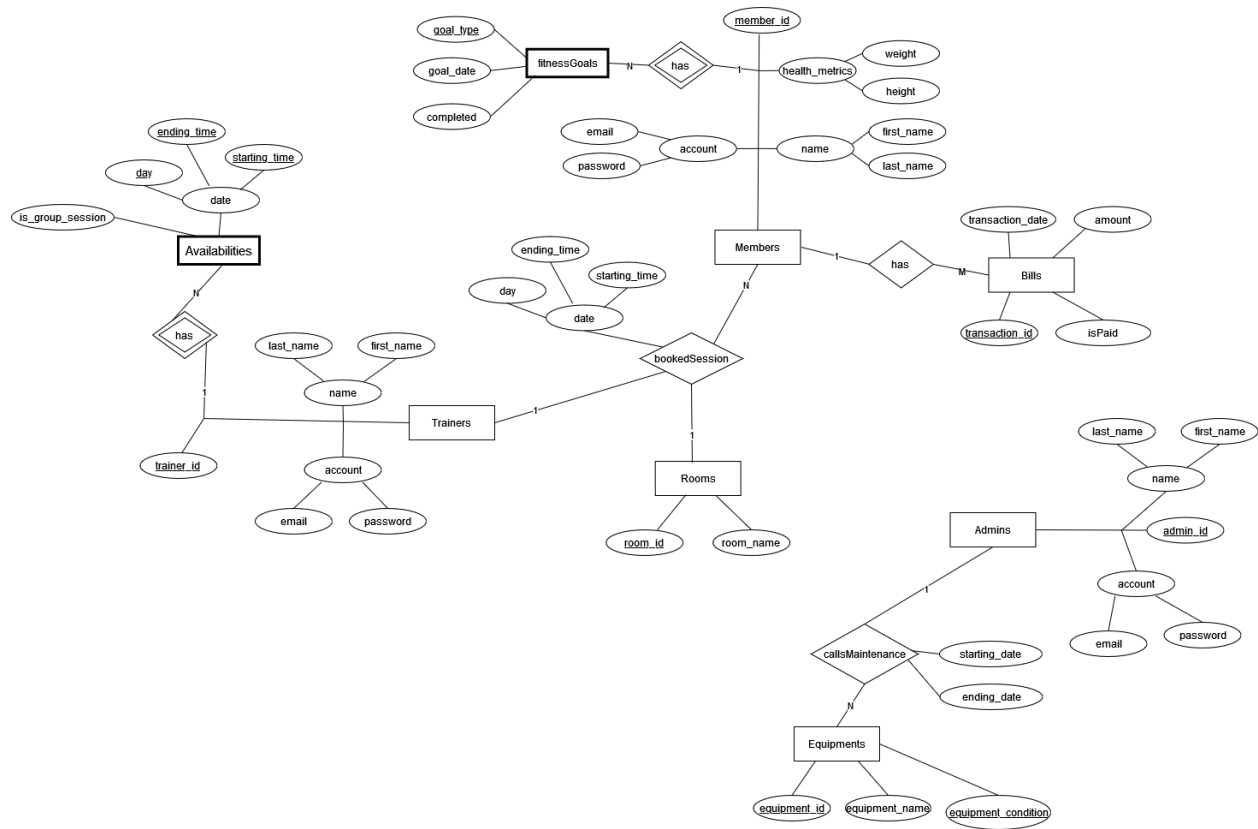 member_id
goal_type
fitnessGoals
N
has
1
health_metrics
weight
height
goal_date
completed
email
password
account
name
first_name
last_name
ending_time
starting_time
day
date
is_group_session
Availabilities
N
has
1
trainer_id
last_name
first_name
name
Trainers
account
email
password
ending_time
starting_time
day
date
Members
N
1
has
M
transaction_date
amount
Bills
transaction_id
isPaid
bookedSession
1
1
Rooms
room_id
room_name
last_name
first_name
name
Admins
admin_id
account
email
password
1
callsMaintenance
starting_date
ending_date
N
Equipments
equipment_id
equipment_name
equipment_condition